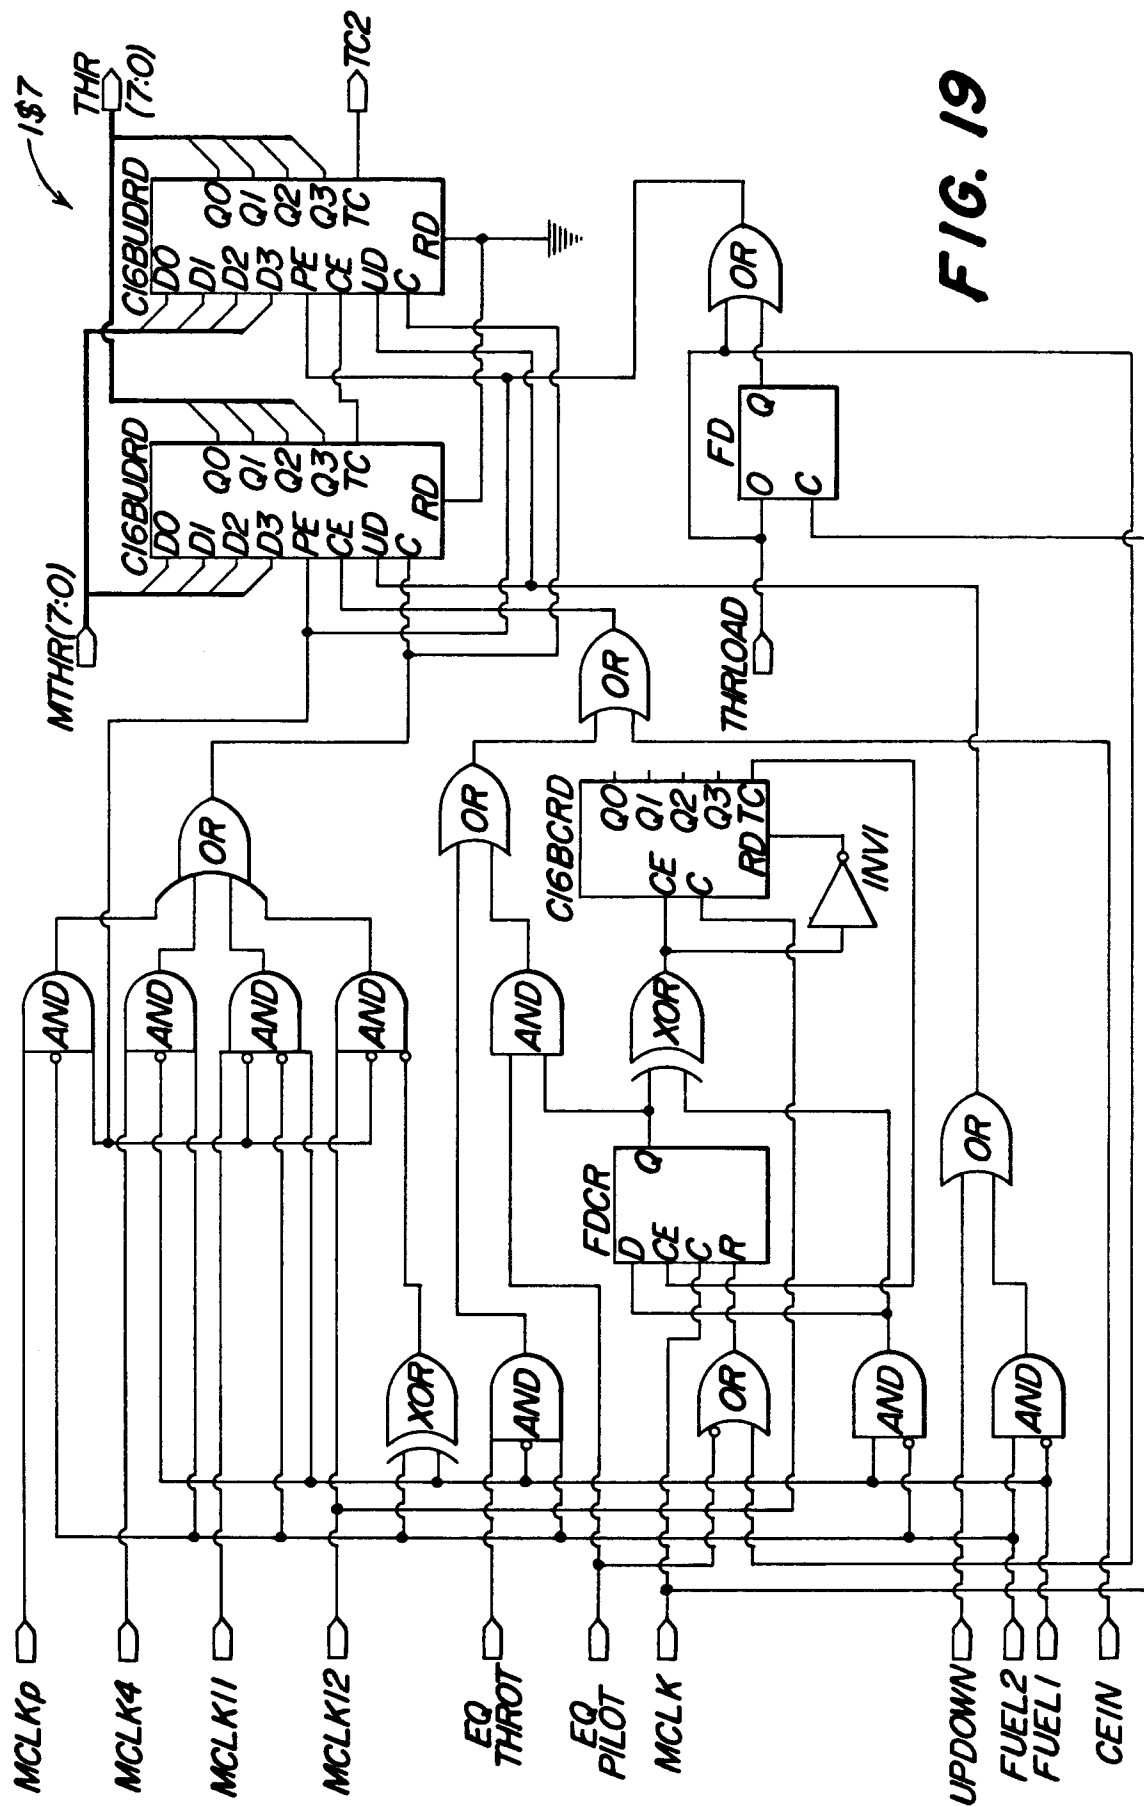 1$7
THR
(7:0)
TC2
C16BUDRD
D0
D1
D2
D3
PE
CE
UD
C
Q0
Q1
Q2
Q3
TC
RD
C16BUDRD
D0
D1
D2
D3
PE
CE
UD
C
Q0
Q1
Q2
Q3
TC
RD
MTHR(7:0)
OR
FD
O
C
Q
THRLOAD
OR
OR
OR
C16BCRD
CE
C
Q0
Q1
Q2
Q3
TC
RD
INV1
AND
AND
AND
AND
AND
XOR
FDCR
D
CE
C
R
Q
OR
XOR
AND
OR
AND
AND
MCLKp
MCLK4
MCLK11
MCLK12
EQ
THROT
EQ
PILOT
MCLK
UPDOWN
FUEL2
FUEL1
CEIN
FIG. 19